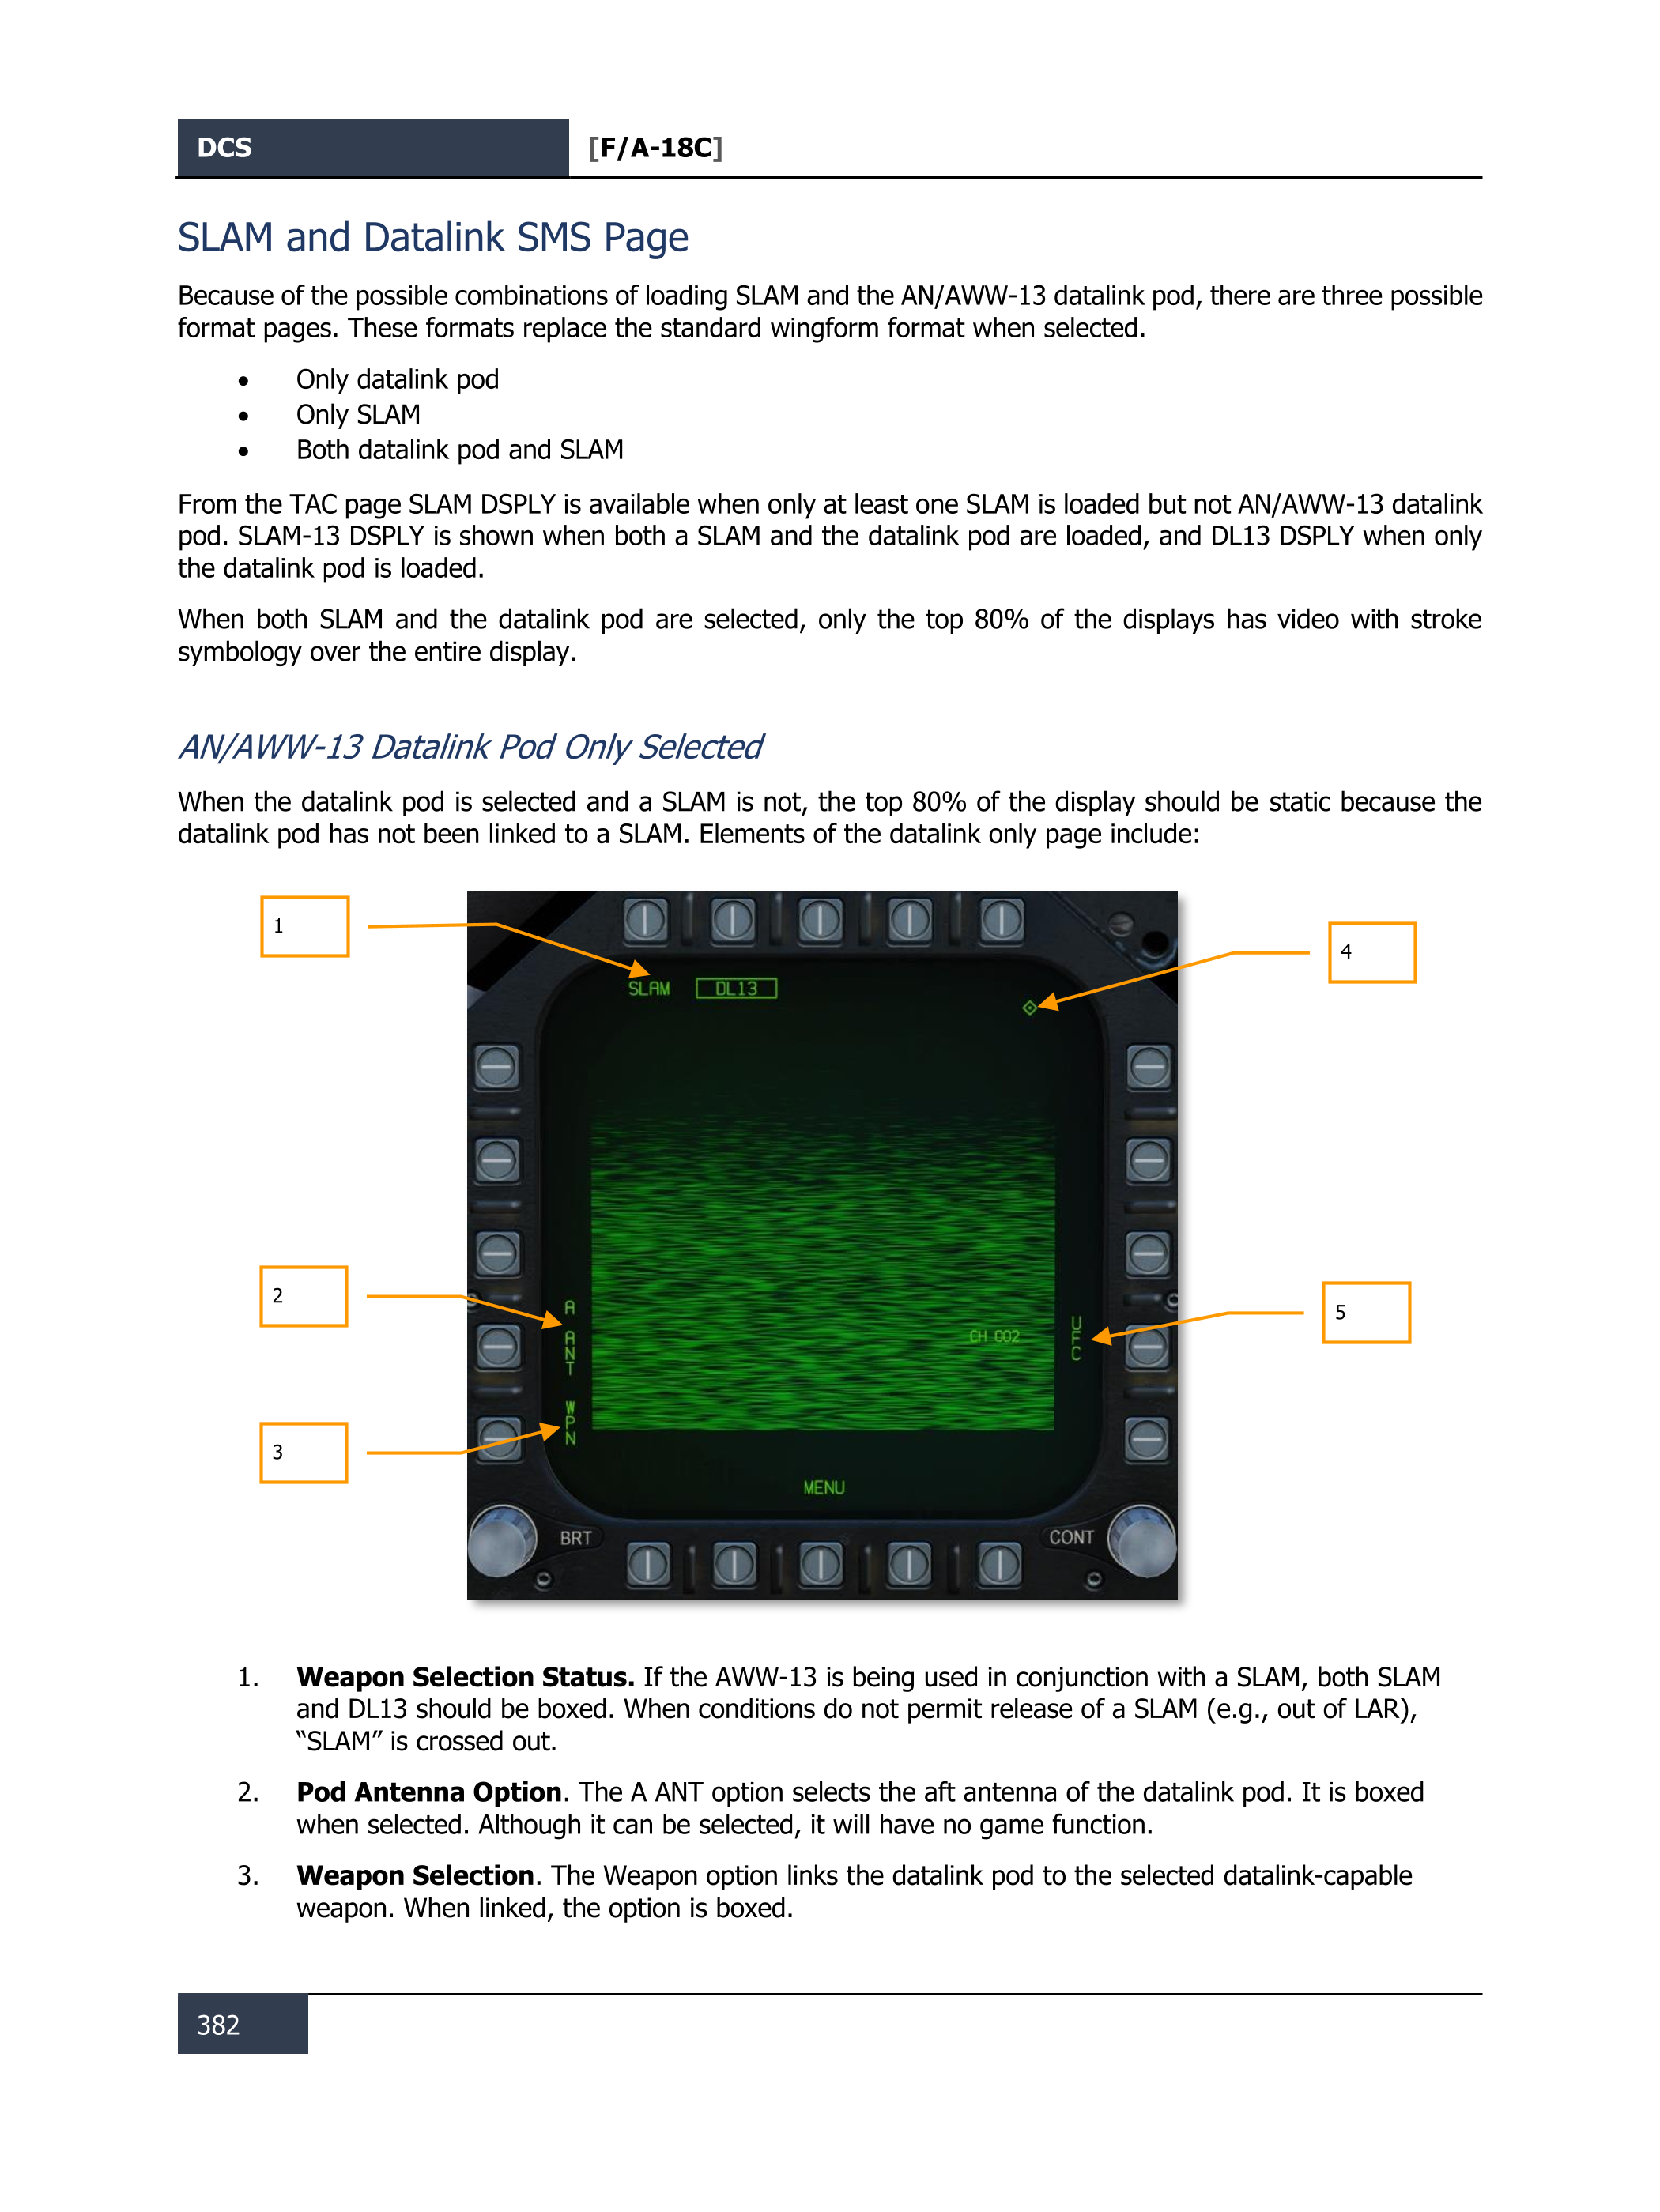 DCS [F/A-18C]
SLAM and Datalink SMS Page
Because of the possible combinations of loading SLAM and the AN/AWW-13 datalink pod, there are three possible
format pages. These formats replace the standard wingform format when selected.
• Only datalink pod
• Only SLAM
• Both datalink pod and SLAM
From the TAC page SLAM DSPLY is available when only at least one SLAM is loaded but not AN/AWW-13 datalink
pod. SLAM-13 DSPLY is shown when both a SLAM and the datalink pod are loaded, and DL13 DSPLY when only
the datalink pod is loaded.
When both SLAM and the datalink pod are selected, only the top 80% of the displays has video with stroke
symbology over the entire display.
AN/AWW-13 Datalink Pod Only Selected
When the datalink pod is selected and a SLAM is not, the top 80% of the display should be static because the
datalink pod has not been linked to a SLAM. Elements of the datalink only page include:
1
4
SLAM DL13
2
5
A ANT
CH 002
UFC
WPN
3
MENU
BRT
CONT
1. Weapon Selection Status. If the AWW-13 is being used in conjunction with a SLAM, both SLAM
and DL13 should be boxed. When conditions do not permit release of a SLAM (e.g., out of LAR),
“SLAM” is crossed out.
2. Pod Antenna Option. The A ANT option selects the aft antenna of the datalink pod. It is boxed
when selected. Although it can be selected, it will have no game function.
3. Weapon Selection. The Weapon option links the datalink pod to the selected datalink-capable
weapon. When linked, the option is boxed.
382